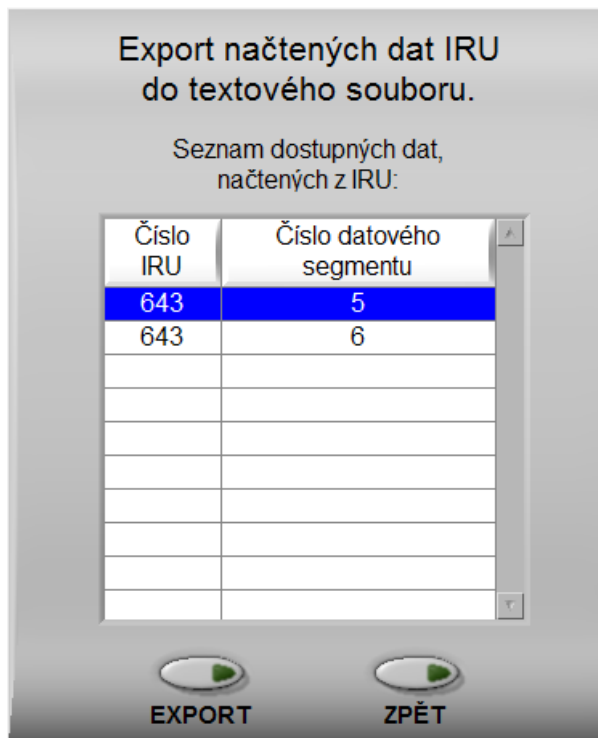 Export načtených dat IRU
do textového souboru.
Seznam dostupných dat,
načtených z IRU:
Číslo IRU
Číslo datového segmentu
643 5
643 6
EXPORT
ZPĚT